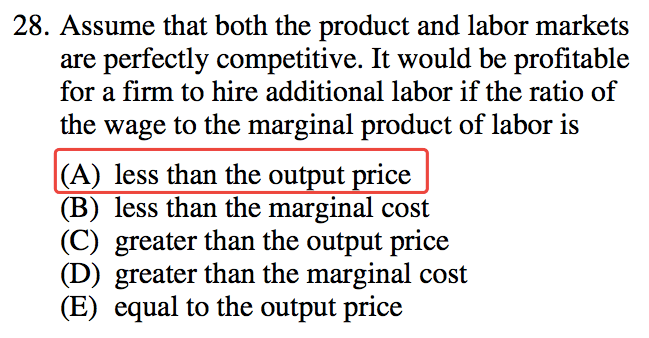 28. Assume that both the product and labor markets
are perfectly competitive. It would be profitable
for a firm to hire additional labor if the ratio of
the wage to the marginal product of labor is
(A) less than the output price
(B) less than the marginal cost
(C) greater than the output price
(D) greater than the marginal cost
(E) equal to the output price